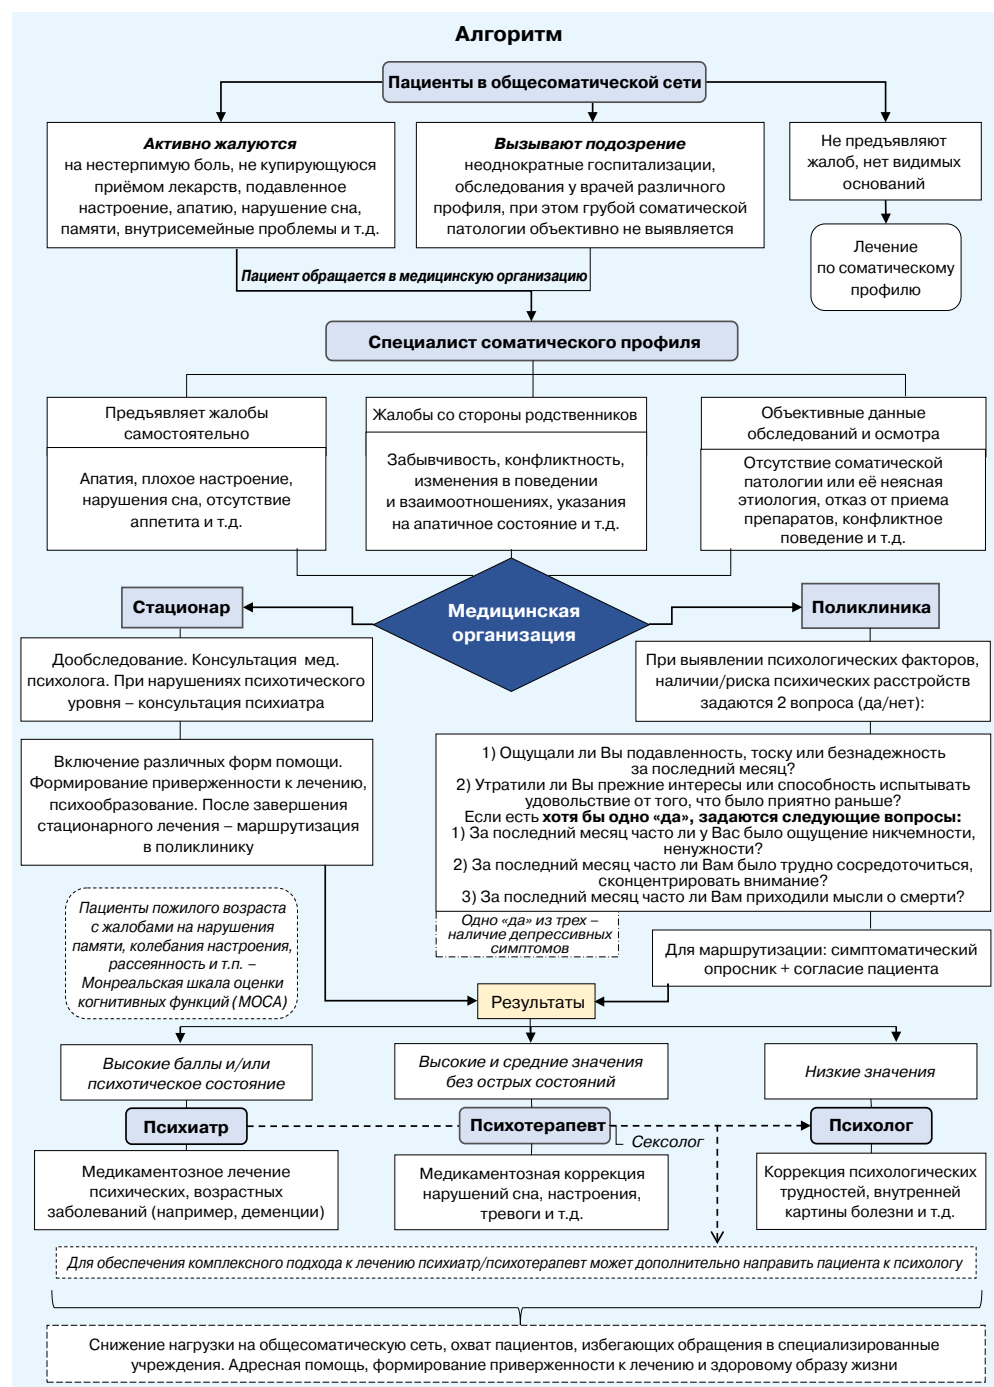 Алгоритм
Пациенты в общесоматической сети
Активно жалуются
на нестерпимую боль, не купирующуюся
приёмом лекарств, подавленное
настроение, апатию, нарушение сна,
памяти, внутрисемейные проблемы и т.д.
Вызывают подозрение
неоднократные госпитализации,
обследования у врачей различного
профиля, при этом грубой соматической
патологии объективно не выявляется
Не предъявляют
жалоб, нет видимых
оснований
Лечение
по соматическому
профилю
Пациент обращается в медицинскую организацию
Специалист соматического профиля
Предъявляет жалобы
самостоятельно
Апатия, плохое настроение,
нарушения сна, отсутствие
аппетита и т.д.
Жалобы со стороны родственников
Забывчивость, конфликтность,
изменения в поведении
и взаимоотношениях, указания
на апатичное состояние и т.д.
Объективные данные
обследований и осмотра
Отсутствие соматической
патологии или её неясная
этиология, отказ от приема
препаратов, конфликтное
поведение и т.д.
Медицинская
организация
Стационар
Дообследование. Консультация мед.
психолога. При нарушениях психотического
уровня – консультация психиатра
Включение различных форм помощи.
Формирование приверженности к лечению,
психообразование. После завершения
стационарного лечения – маршрутизация
в поликлинику
Поликлиника
При выявлении психологических факторов,
наличии/риска психических расстройств
задаются 2 вопроса (да/нет):
1) Ощущали ли Вы подавленность, тоску или безнадежность
за последний месяц?
2) Утратили ли Вы прежние интересы или способность испытывать
удовольствие от того, что было приятно раньше?
Если есть хотя бы одно «да», задаются следующие вопросы:
1) За последний месяц часто ли у Вас было ощущение никчемности,
ненужности?
2) За последний месяц часто ли Вам было трудно сосредоточиться,
сконцентрировать внимание?
3) За последний месяц часто ли Вам приходили мысли о смерти?
Одно «да» из трех –
наличие депрессивных
симптомов
Для маршрутизации: симптоматический
опросник + согласие пациента
Пациенты пожилого возраста
с жалобами на нарушения
памяти, колебания настроения,
рассеянность и т.п. –
Монреальская шкала оценки
когнитивных функций (МОСА)
Результаты
Высокие баллы и/или
психотическое состояние
Высокие и средние значения
без острых состояний
Низкие значения
Психиатр
Психотерапевт
Сексолог
Психолог
Медикаментозное лечение
психических, возрастных
заболеваний (например, деменции)
Медикаментозная коррекция
нарушений сна, настроения,
тревоги и т.д.
Коррекция психологических
трудностей, внутренней
картины болезни и т.д.
Для обеспечения комплексного подхода к лечению психиатр/психотерапевт может дополнительно направить пациента к психологу
Снижение нагрузки на общесоматическую сеть, охват пациентов, избегающих обращения в специализированные
учреждения. Адресная помощь, формирование приверженности к лечению и здоровому образу жизни